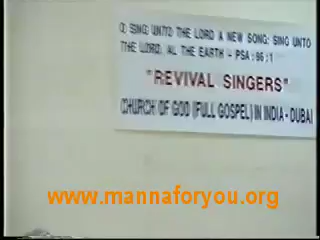 O SING UNTO THE LORD A NEW SONG: SING UNTO
THE LORD, AL THE EARTH - PSA : 96 : 1
"REVIVAL SINGERS"
CHURCH OF GOD (FULL GOSPEL) IN INDIA - DUBAI
www.mannaforyou.org